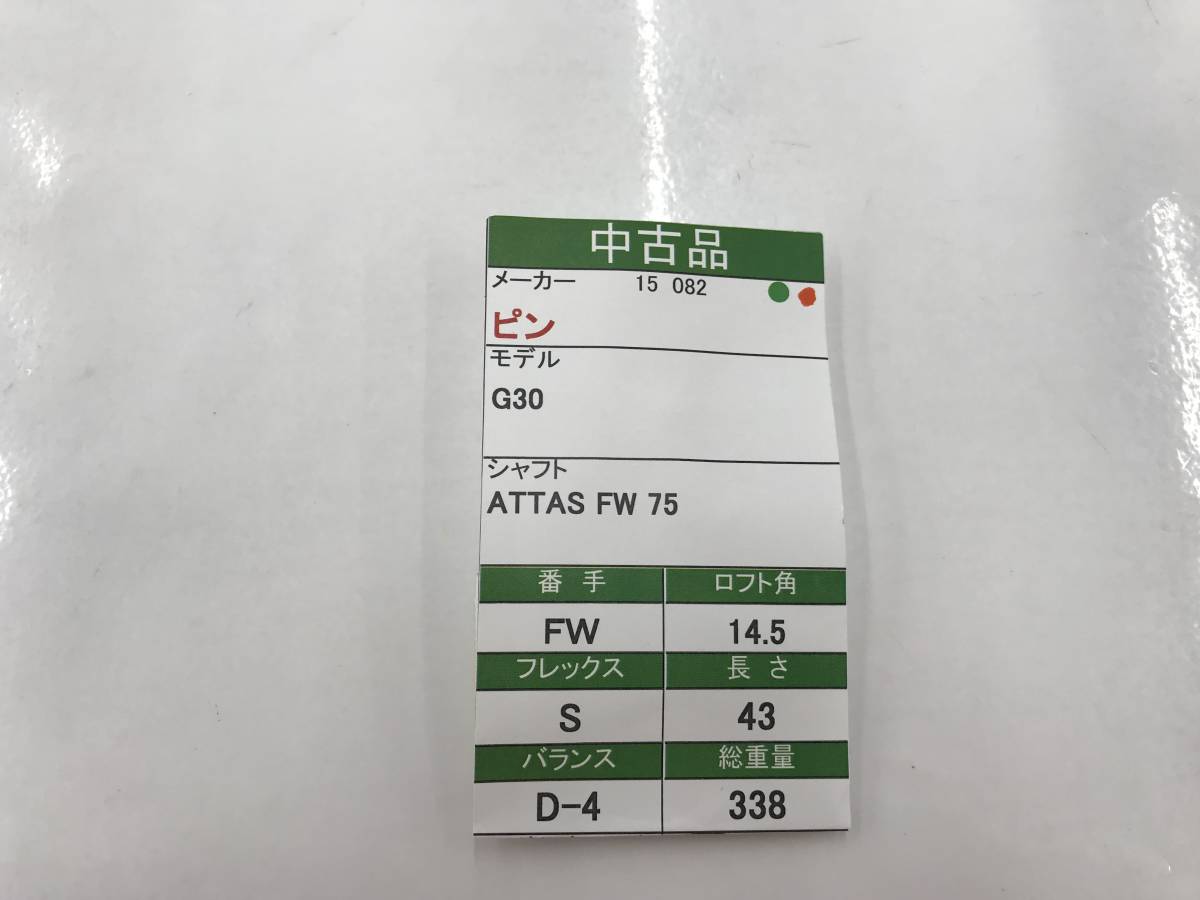 中古品
メーカー 15 082
ピン
モデル
G30
シャフト
ATTAS FW 75
番 手 ロフト角
FW 14.5
フレックス 長 さ
S 43
バランス 総重量
D-4 338